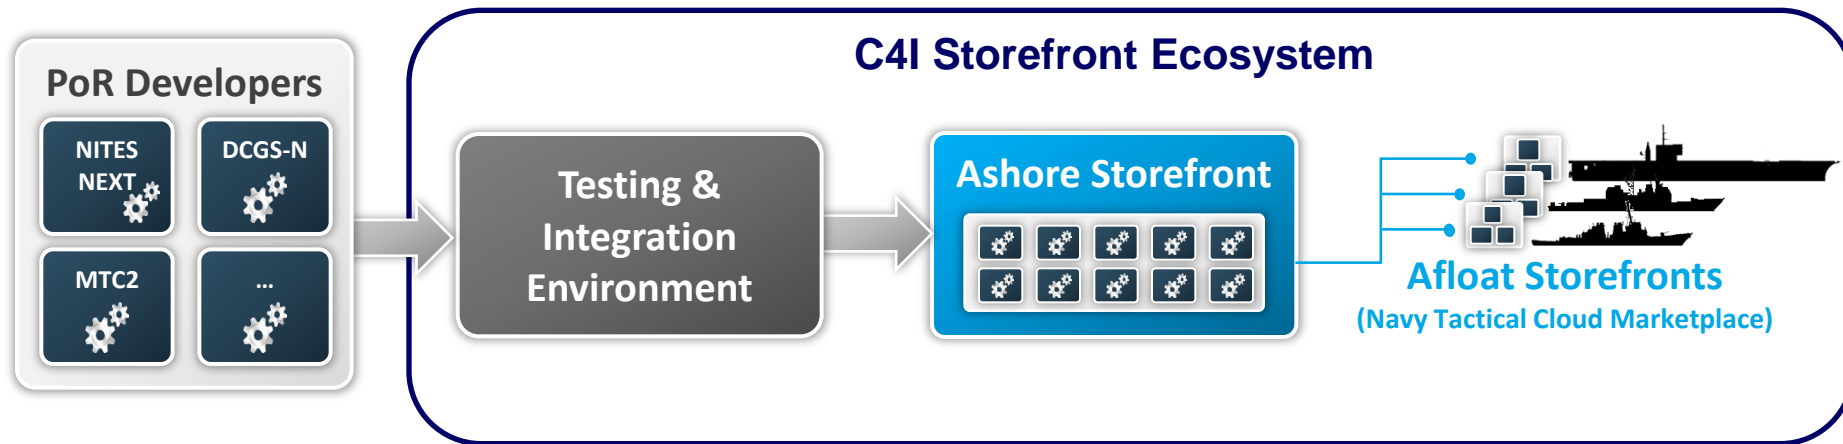 C4I Storefront Ecosystem
PoR Developers
NITES
NEXT
DCGS-N
MTC2
...
Testing &
Integration
Environment
Ashore Storefront
Afloat Storefronts
(Navy Tactical Cloud Marketplace)